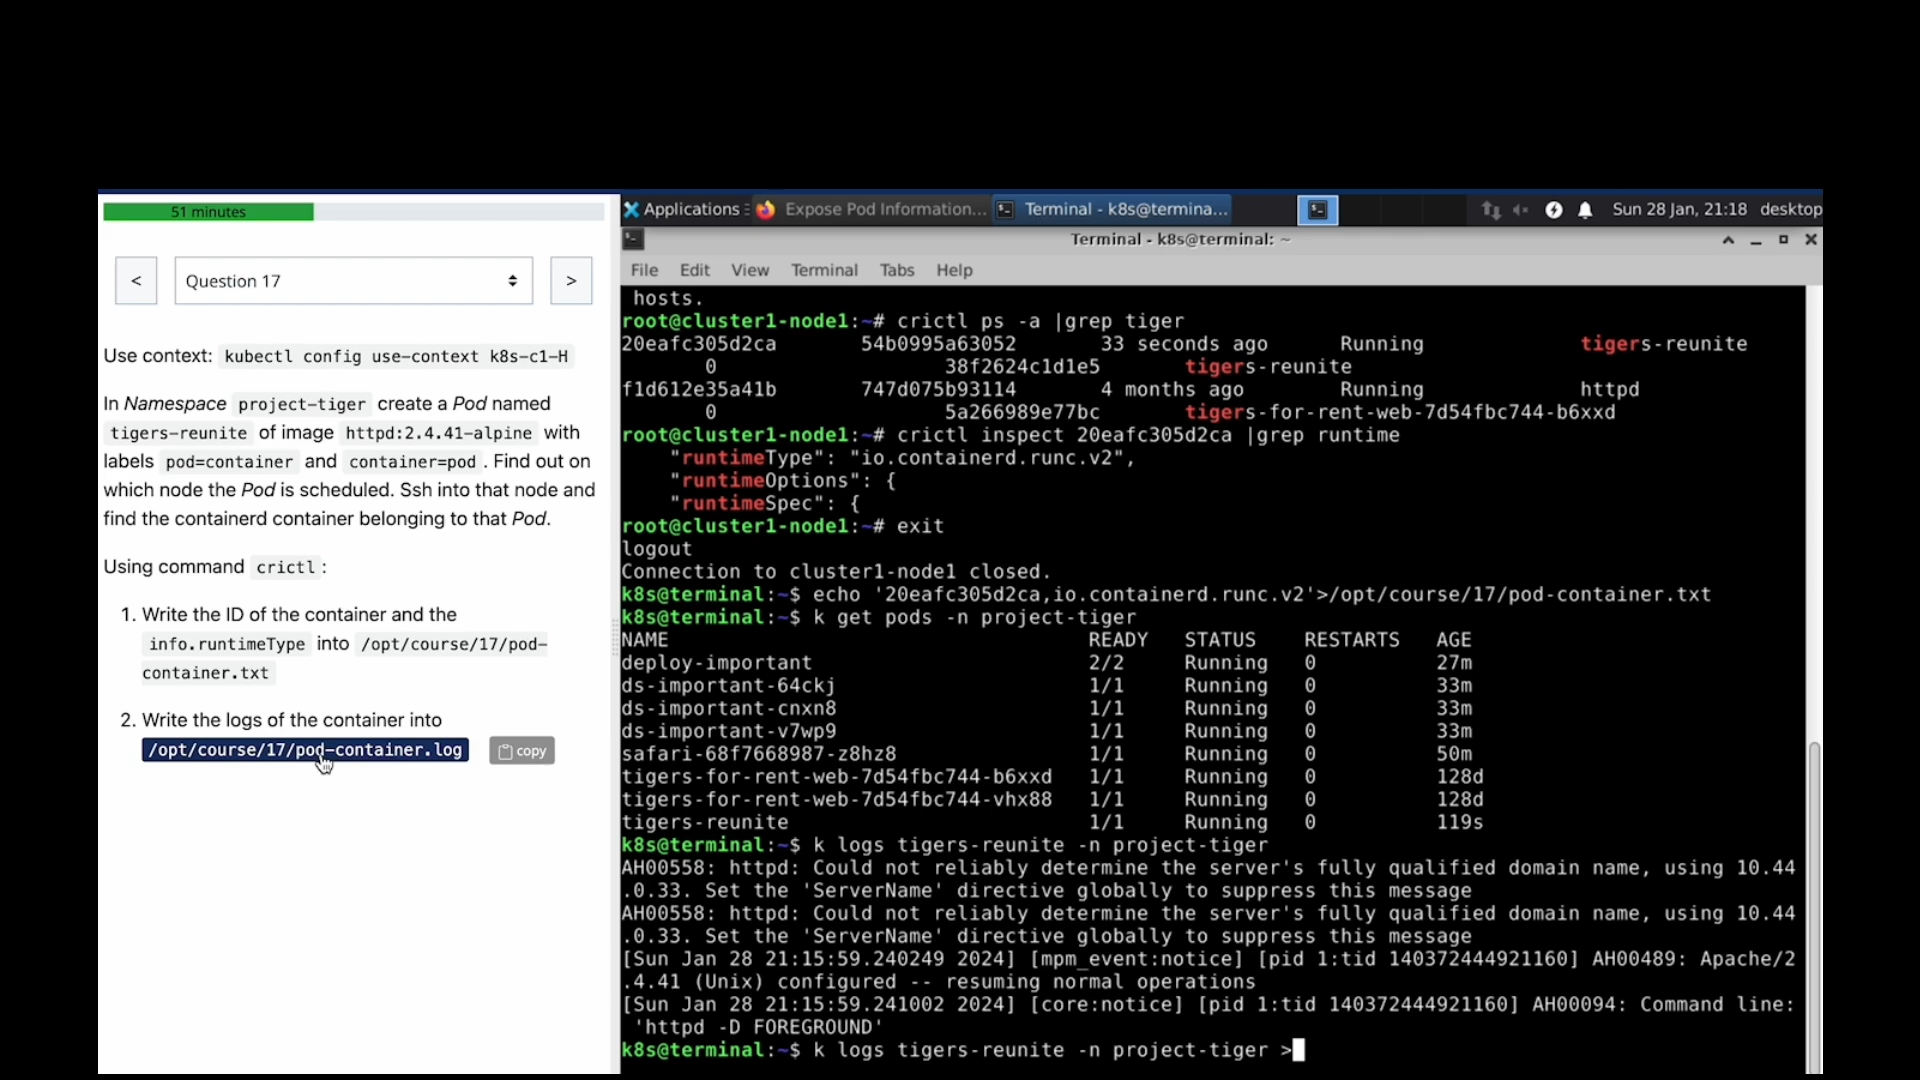 51 minutes
<
Question 17
>
Use context: kubectl config use-context k8s-c1-H
In Namespace project-tiger create a Pod named
tigers-reunite of image httpd:2.4.41-alpine with
labels pod=container and container=pod. Find out on
which node the Pod is scheduled. Ssh into that node and
find the containerd container belonging to that Pod.
Using command crictl:
1. Write the ID of the container and the
info.runtimeType into /opt/course/17/pod-
container.txt
2. Write the logs of the container into
/opt/course/17/pod-container.log
copy
Applications
Expose Pod Information...
Terminal - k8s@termina...
Sun 28 Jan, 21:18
desktop
Terminal - k8s@terminal: ~
File Edit View Terminal Tabs Help
hosts.
root@cluster1-node1:~# crictl ps -a |grep tiger
20eafc305d2ca 54b0995a63052 33 seconds ago Running tigers-reunite
0 38f2624c1d1e5 tigers-reunite
f1d612e35a41b 747d075b93114 4 months ago Running httpd
0 5a266989e77bc tigers-for-rent-web-7d54fbc744-b6xxd
root@cluster1-node1:~# crictl inspect 20eafc305d2ca |grep runtime
"runtimeType": "io.containerd.runc.v2",
"runtimeOptions": {
"runtimeSpec": {
root@cluster1-node1:~# exit
logout
Connection to cluster1-node1 closed.
k8s@terminal:~$ echo '20eafc305d2ca,io.containerd.runc.v2'>/opt/course/17/pod-container.txt
k8s@terminal:~$ k get pods -n project-tiger
NAME READY STATUS RESTARTS AGE
deploy-important 2/2 Running 0 27m
ds-important-64ckj 1/1 Running 0 33m
ds-important-cnxn8 1/1 Running 0 33m
ds-important-v7wp9 1/1 Running 0 33m
safari-68f7668987-z8hz8 1/1 Running 0 50m
tigers-for-rent-web-7d54fbc744-b6xxd 1/1 Running 0 128d
tigers-for-rent-web-7d54fbc744-vhx88 1/1 Running 0 128d
tigers-reunite 1/1 Running 0 119s
k8s@terminal:~$ k logs tigers-reunite -n project-tiger
AH00558: httpd: Could not reliably determine the server's fully qualified domain name, using 10.44
.0.33. Set the 'ServerName' directive globally to suppress this message
AH00558: httpd: Could not reliably determine the server's fully qualified domain name, using 10.44
.0.33. Set the 'ServerName' directive globally to suppress this message
[Sun Jan 28 21:15:59.240249 2024] [mpm_event:notice] [pid 1:tid 140372444921160] AH00489: Apache/2
.4.41 (Unix) configured -- resuming normal operations
[Sun Jan 28 21:15:59.241002 2024] [core:notice] [pid 1:tid 140372444921160] AH00094: Command line:
'httpd -D FOREGROUND'
k8s@terminal:~$ k logs tigers-reunite -n project-tiger >